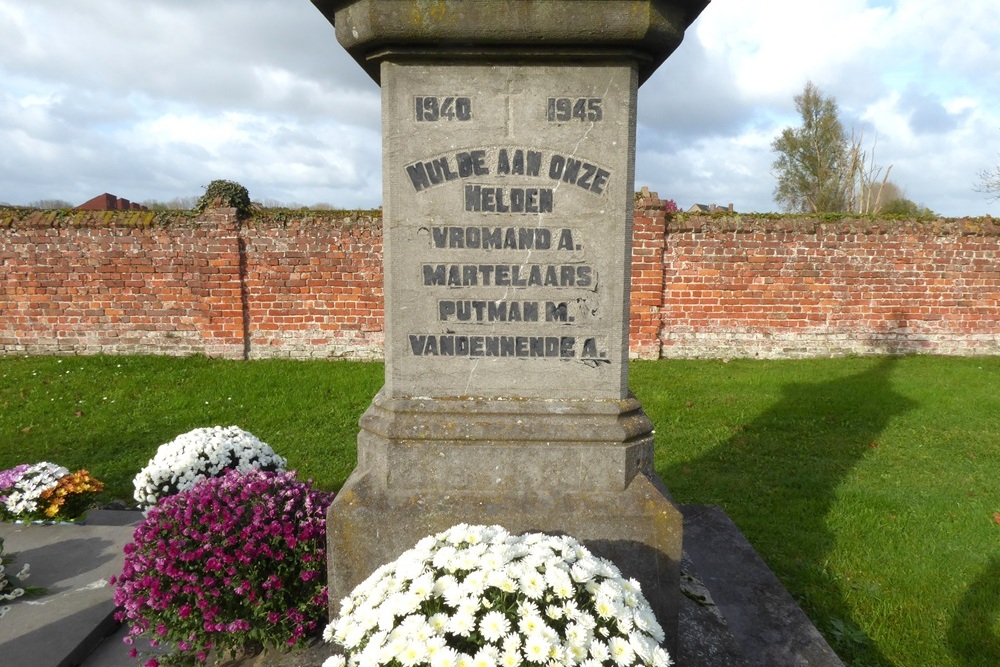 1940 1945
HULDE AAN ONZE
HELDEN
VROMAND A.
MARTELAARS
PUTMAN M.
VANDENNENDE A.